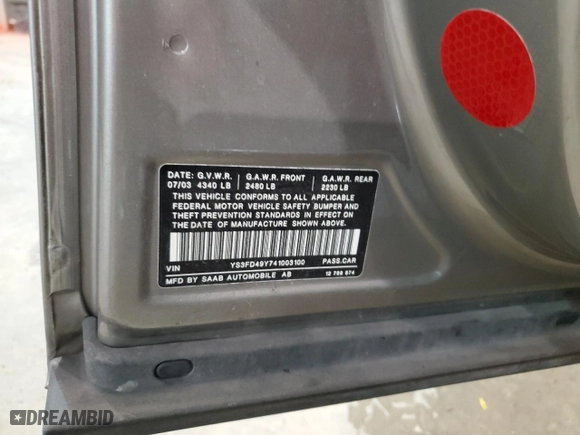 DATE: G.V.W.R. G.A.W.R. FRONT G.A.W.R. REAR
07/03 4340 LB 2480 LB 2230 LB
THIS VEHICLE CONFORMS TO ALL APPLICABLE
FEDERAL MOTOR VEHICLE SAFETY BUMPER AND
THEFT PREVENTION STANDARDS IN EFFECT ON
THE DATE OF MANUFACTURE SHOWN ABOVE.
VIN YS3FD49Y741003100 PASS.CAR
MFD.BY SAAB AUTOMOBILE AB 12 799 874
DREAMBID